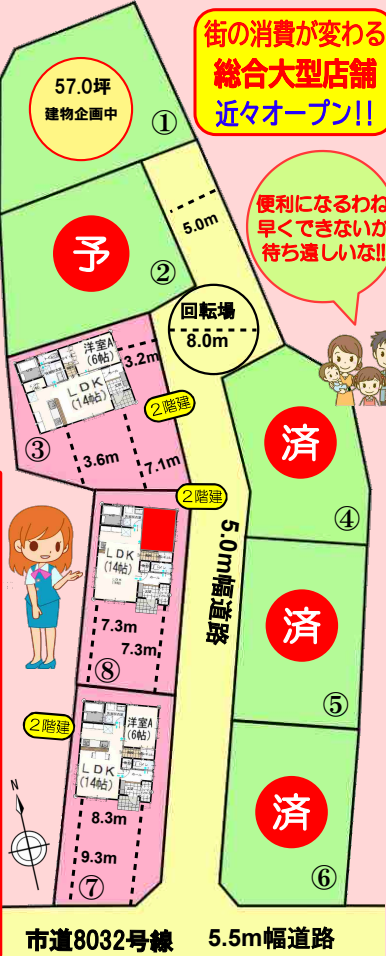 街の消費が変わる
総合大型店舗
近々オープン!!
57.0坪
建物企画中
①
5.0m
便利になるわね
早くできないか
待ち遠しいな!!
予
②
回転場
8.0m
洋室A
(6帖)
LDK
(14帖)
3.2m
2階建
③
3.6m
7.1m
済
④
2階建
5.0m幅道路
LDK
(14帖)
7.3m
7.3m
⑧
済
⑤
2階建
洋室A
(6帖)
LDK
(14帖)
8.3m
9.3m
⑦
済
⑥
N
市道8032号線 5.5m幅道路